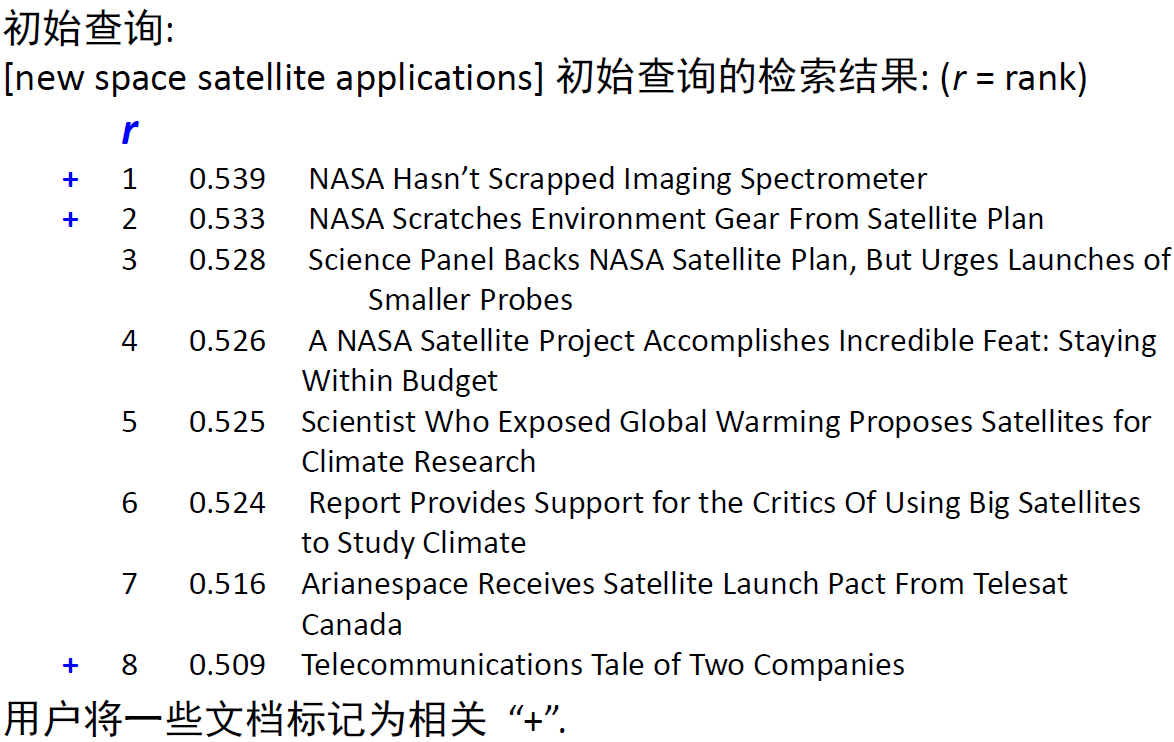 初始查询:
[new space satellite applications] 初始查询的检索结果: (r = rank)
r
+ 1 0.539 NASA Hasn’t Scrapped Imaging Spectrometer
+ 2 0.533 NASA Scratches Environment Gear From Satellite Plan
3 0.528 Science Panel Backs NASA Satellite Plan, But Urges Launches of
Smaller Probes
4 0.526 A NASA Satellite Project Accomplishes Incredible Feat: Staying
Within Budget
5 0.525 Scientist Who Exposed Global Warming Proposes Satellites for
Climate Research
6 0.524 Report Provides Support for the Critics Of Using Big Satellites
to Study Climate
7 0.516 Arianespace Receives Satellite Launch Pact From Telesat
Canada
+ 8 0.509 Telecommunications Tale of Two Companies
用户将一些文档标记为相关 “+”.